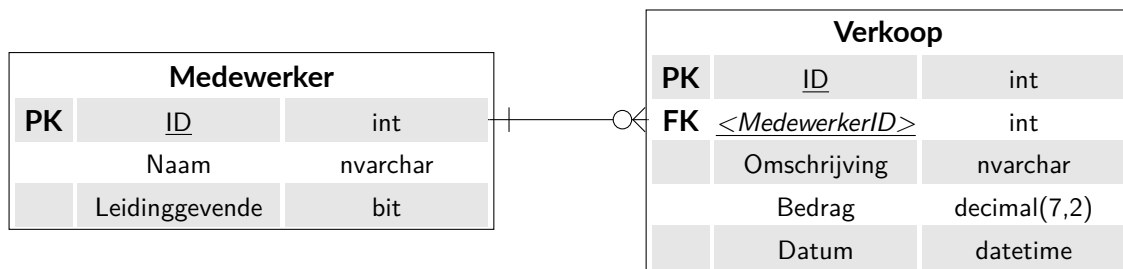 Medewerker
PK ID int
Naam nvarchar
Leidinggevende bit
Verkoop
PK ID int
FK <MedewerkerID> int
Omschrijving nvarchar
Bedrag decimal(7,2)
Datum datetime